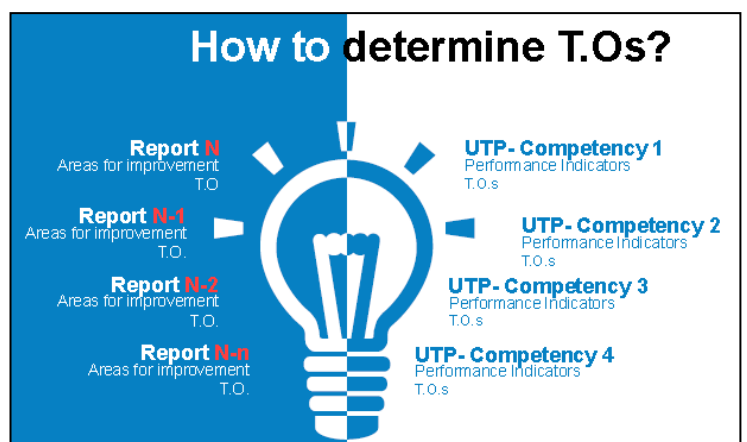 How to determine T.Os?
Report N
Areas for improvement
T.O
Report N-1
Areas for improvement
T.O.
Report N-2
Areas for improvement
T.O.
Report N-n
Areas for improvement
T.O.
UTP- Competency 1
Performance Indicators
T.O.s
UTP- Competency 2
Performance Indicators
T.O.s
UTP- Competency 3
Performance Indicators
T.O.s
UTP- Competency 4
Performance Indicators
T.O.s